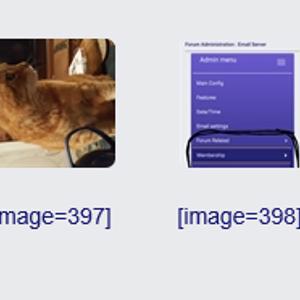 Forum Administration : Email Server
Admin menu
Main Config
Features
Date/Time
Email settings
Forum Related
Membership
mage=397]
[image=398]